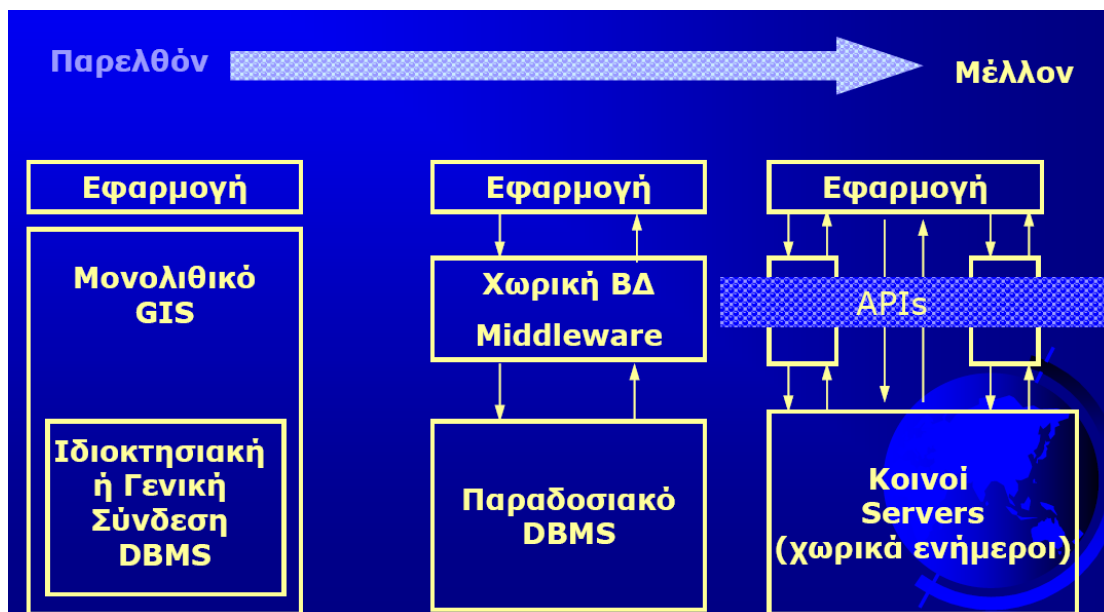 Παρελθόν
Μέλλον
Εφαρμογή
Μονολιθικό
GIS
Ιδιοκτησιακή
ή Γενική
Σύνδεση
DBMS
Εφαρμογή
Χωρική ΒΔ
Middleware
Παραδοσιακό
DBMS
Εφαρμογή
APIs
Κοινοί
Servers
(χωρικά ενήμεροι)